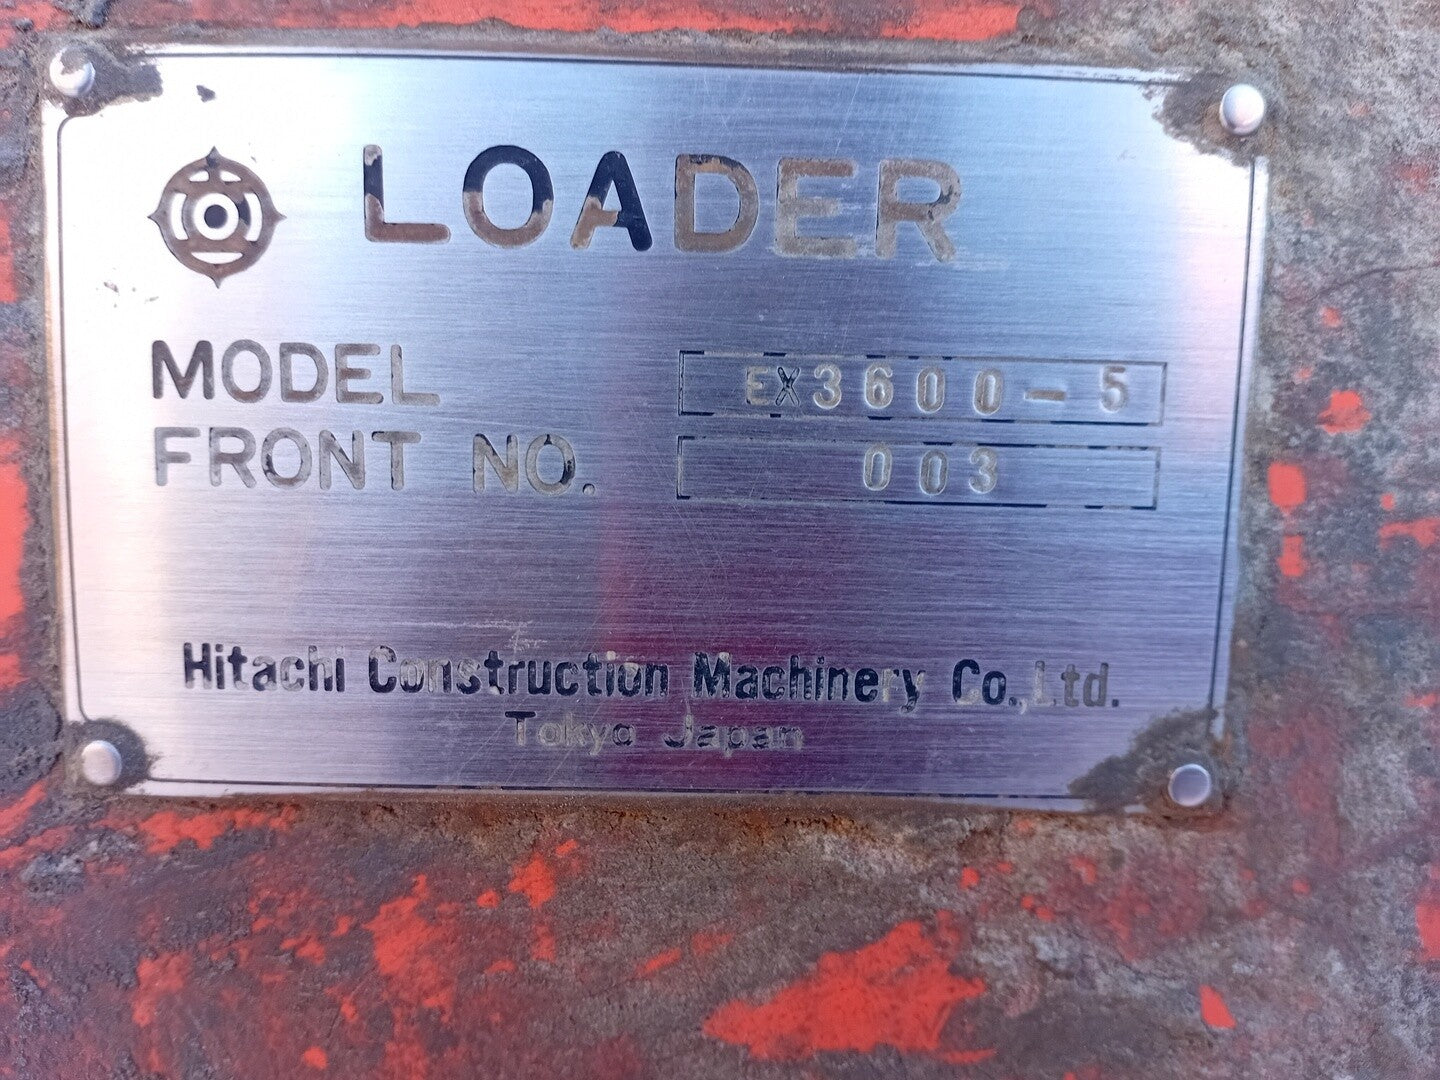 LOADER
MODEL EX3600-5
FRONT NO. 003
Hitachi Construction Machinery Co.,Ltd.
Tokyo Japan